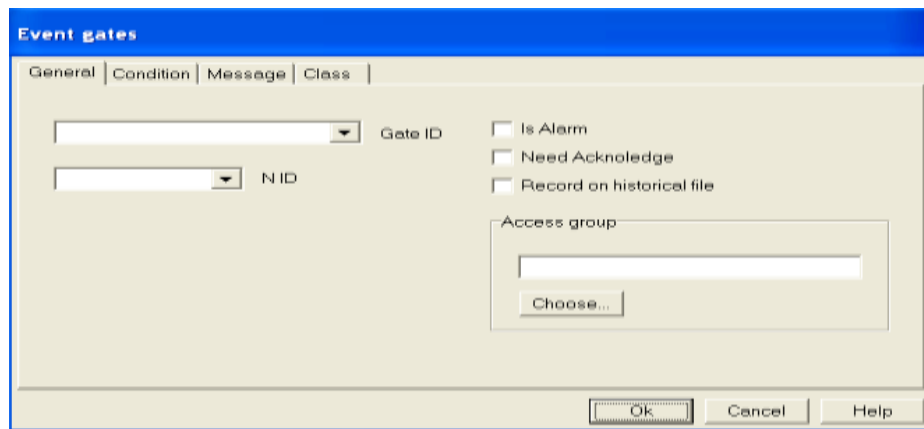 Event gates
General Condition Message Class
Gate ID
N ID
Is Alarm
Need Acknoledge
Record on historical file
Access group
Choose...
Ok Cancel Help